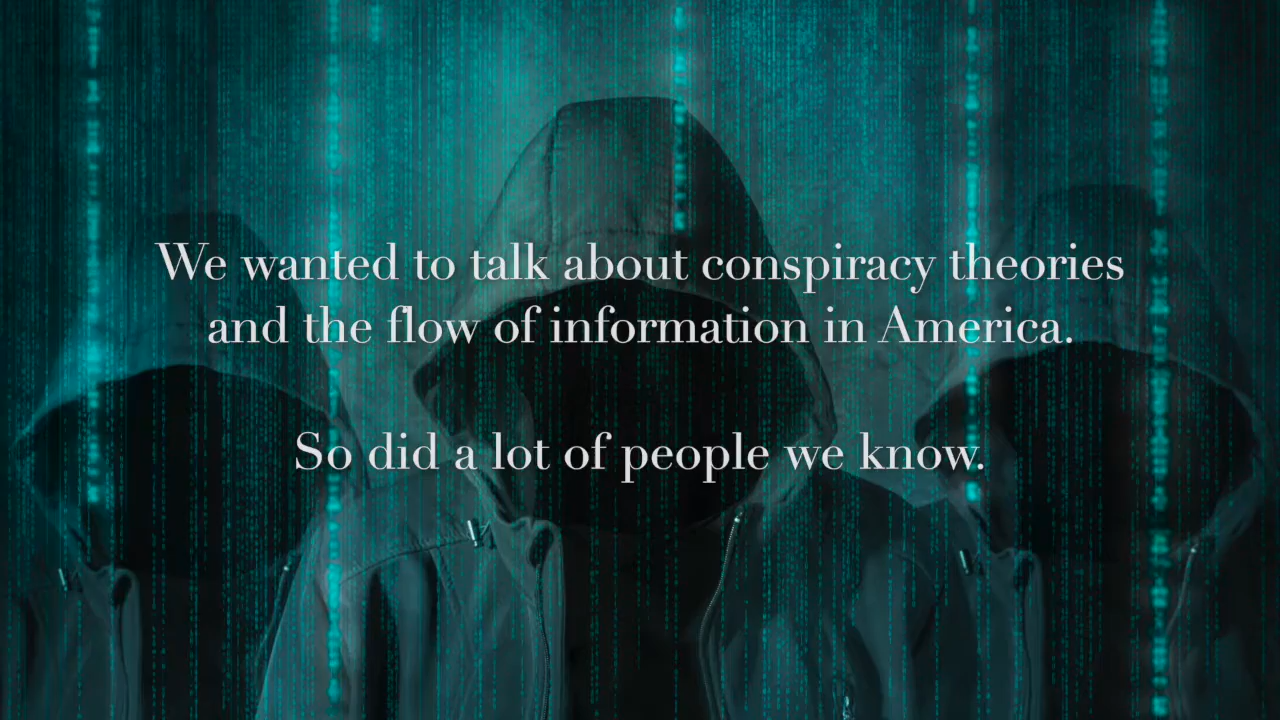 We wanted to talk about conspiracy theories
and the flow of information in America.
So did a lot of people we know.